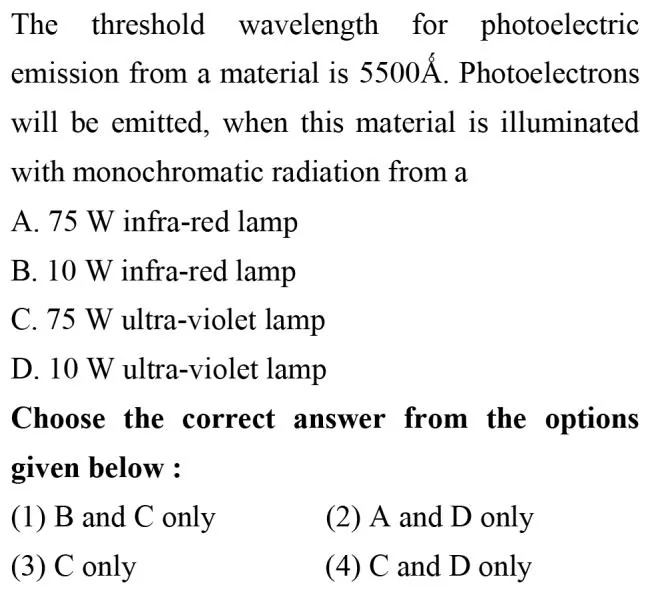 The threshold wavelength for photoelectric
emission from a material is 5500Ǻ. Photoelectrons
will be emitted, when this material is illuminated
with monochromatic radiation from a
A. 75 W infra-red lamp
B. 10 W infra-red lamp
C. 75 W ultra-violet lamp
D. 10 W ultra-violet lamp
Choose the correct answer from the options
given below :
(1) B and C only (2) A and D only
(3) C only (4) C and D only